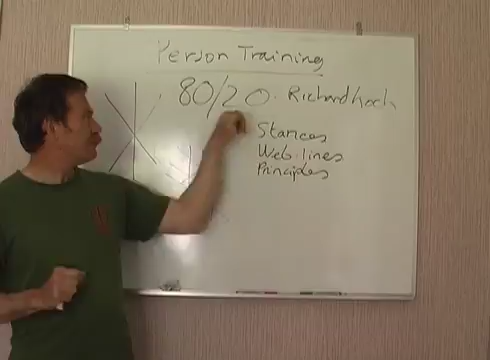 Person Training
80/20 · Richard Koch
Stances
Web lines
Principles